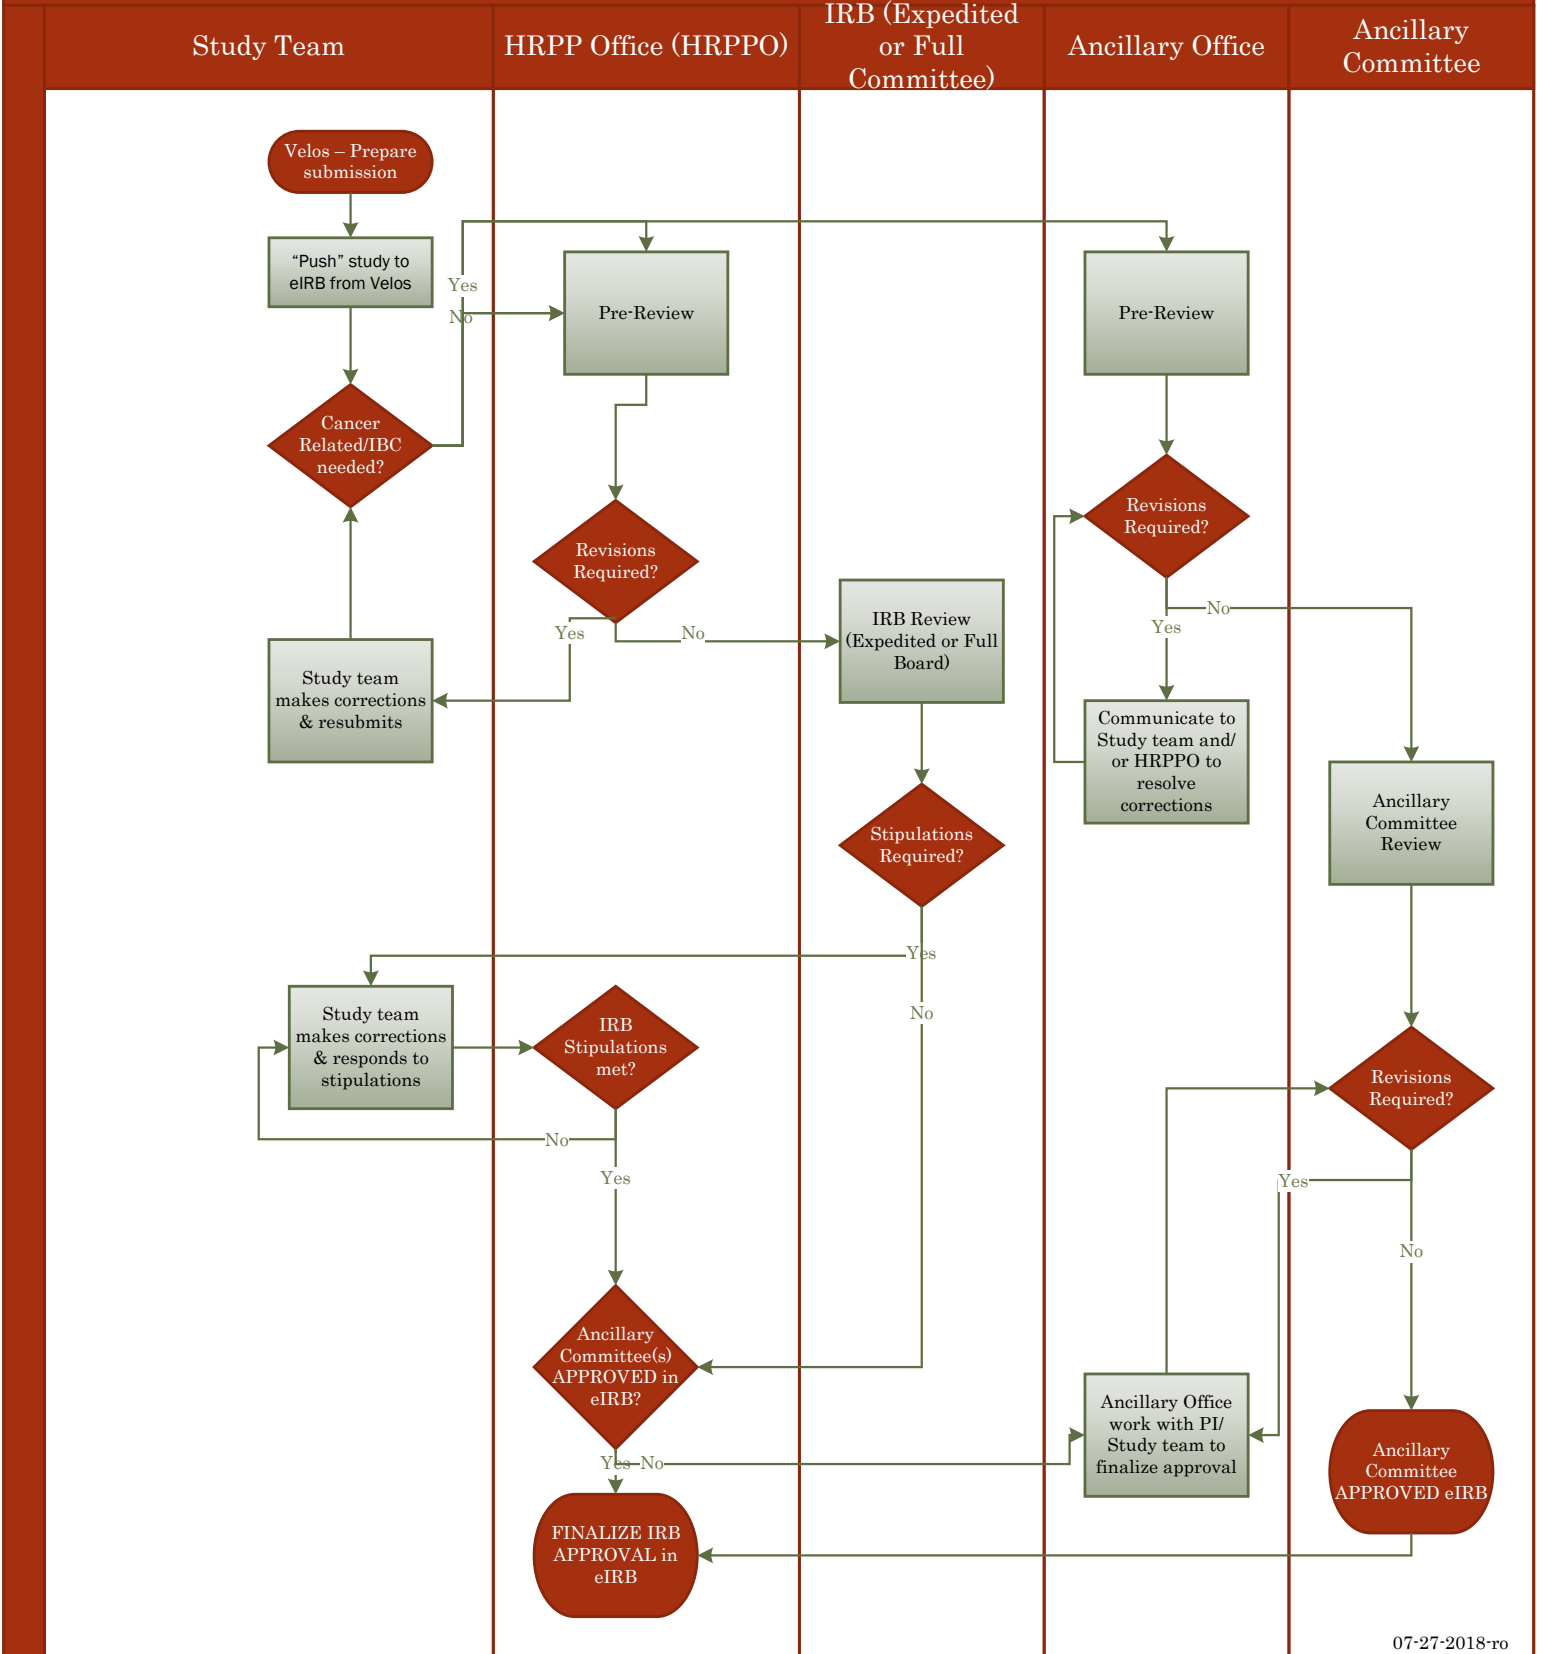 Study Team
HRPP Office (HRPPO)
IRB (Expedited
or Full
Committee)
Ancillary Office
Ancillary
Committee
Velos – Prepare
submission
“Push” study to
eIRB from Velos
Yes
No
Pre-Review
Pre-Review
Cancer
Related/IBC
needed?
Revisions
Required?
Revisions
Required?
Yes
No
IRB Review
(Expedited or Full
Board)
No
Yes
Study team
makes corrections
& resubmits
Communicate to
Study team and/
or HRPPO to
resolve
corrections
Ancillary
Committee
Review
Stipulations
Required?
Yes
No
Study team
makes corrections
& responds to
stipulations
IRB
Stipulations
met?
No
Yes
Revisions
Required?
Yes
No
Ancillary
Committee(s)
APPROVED in
eIRB?
Yes
No
Ancillary Office
work with PI/
Study team to
finalize approval
Ancillary
Committee
APPROVED eIRB
FINALIZE IRB
APPROVAL in
eIRB
07-27-2018-ro